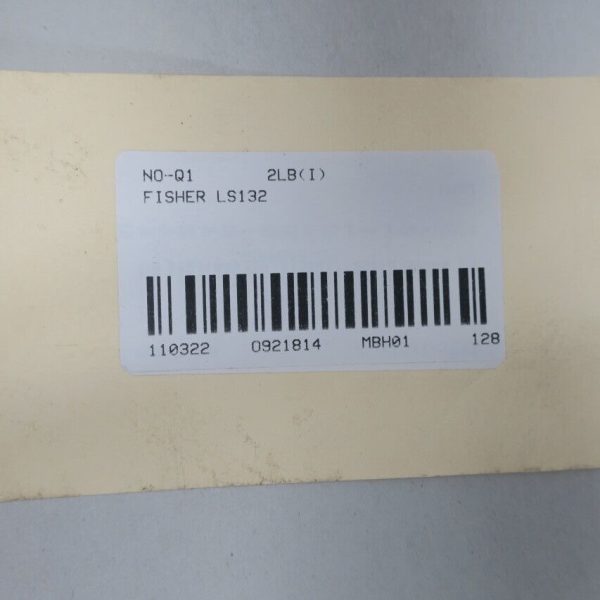 NO-Q1 2LB(I)
FISHER LS132
110322 0921814 MBH01 128